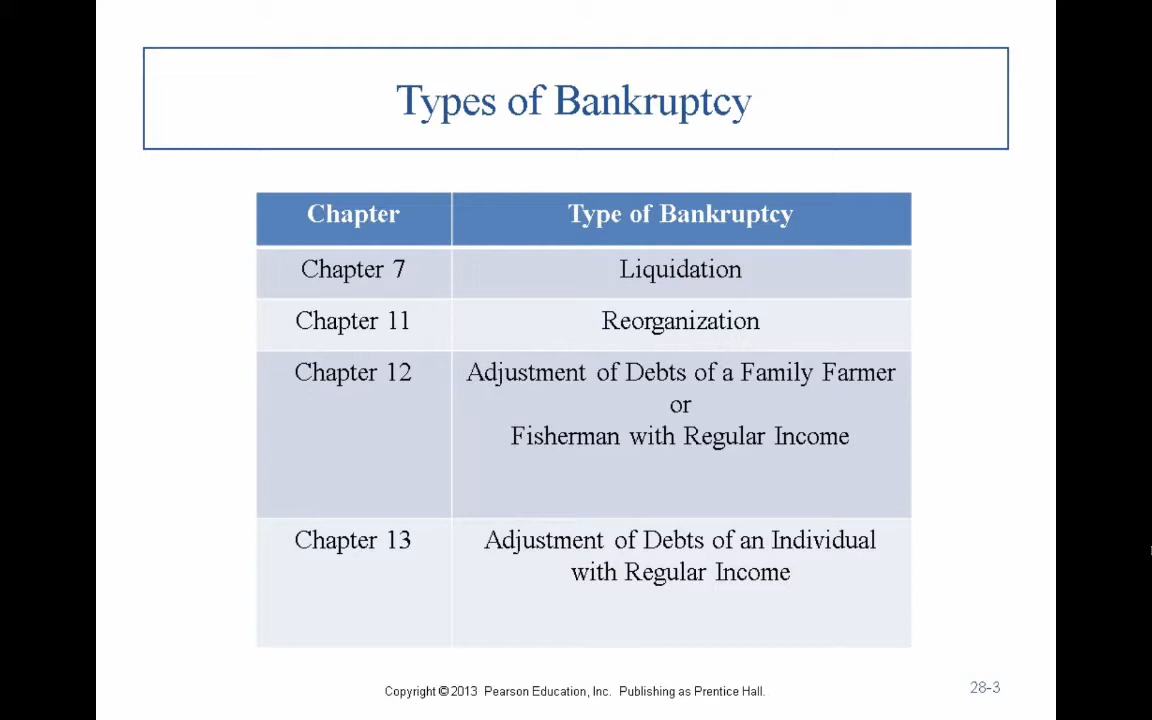 Types of Bankruptcy
Chapter
Type of Bankruptcy
Chapter 7
Liquidation
Chapter 11
Reorganization
Chapter 12
Adjustment of Debts of a Family Farmer
or
Fisherman with Regular Income
Chapter 13
Adjustment of Debts of an Individual
with Regular Income
Copyright © 2013 Pearson Education, Inc. Publishing as Prentice Hall.
28-3